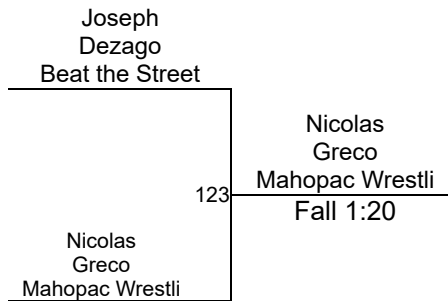 Joseph
Dezago
Beat the Street
Nicolas
Greco
Mahopac Wrestli
123
Fall 1:20
Nicolas
Greco
Mahopac Wrestli